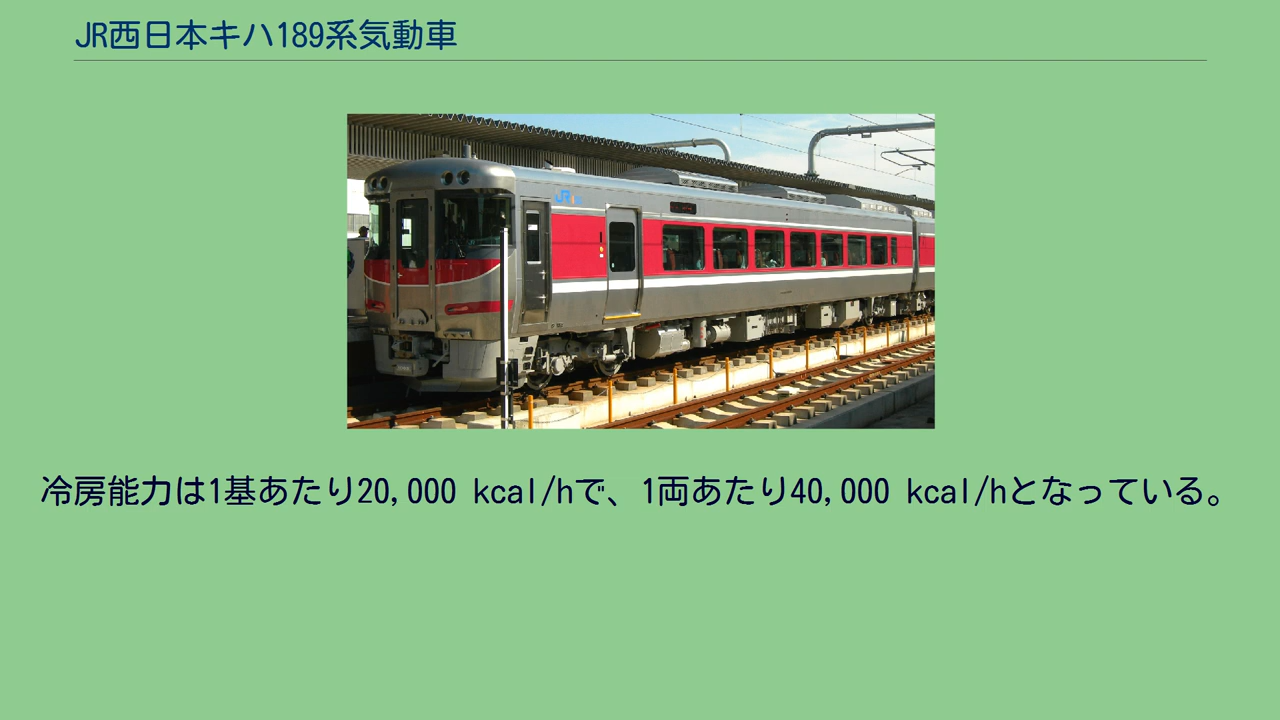 JR西日本キハ189系気動車
JR
冷房能力は1基あたり20,000 kcal/hで、1両あたり40,000 kcal/hとなっている。